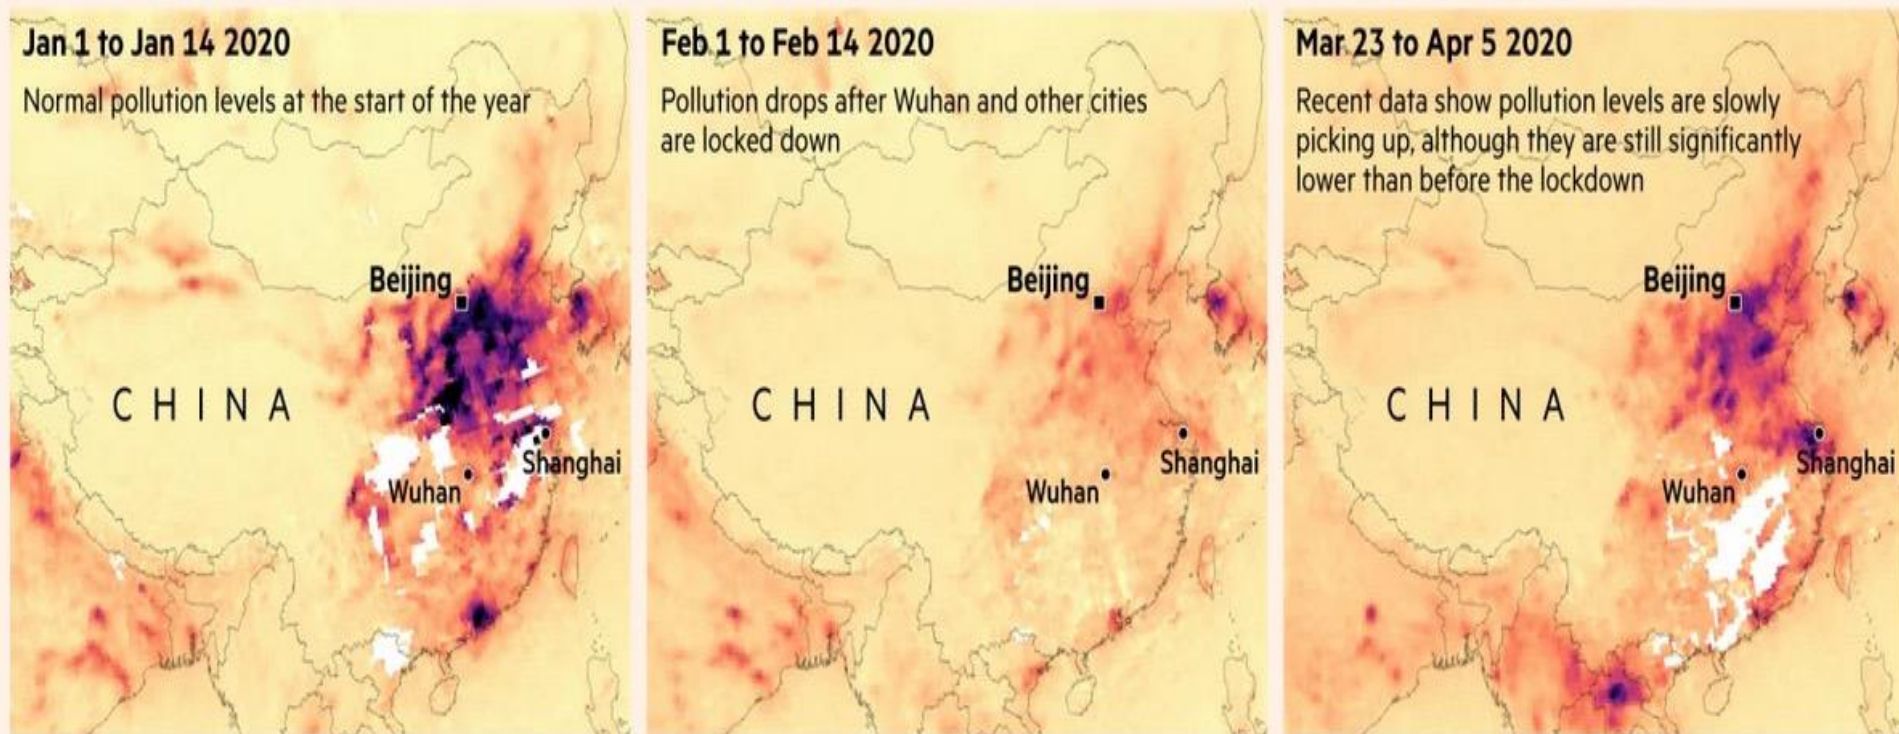 Jan 1 to Jan 14 2020
Normal pollution levels at the start of the year
Beijing
CHINA
Shanghai
Wuhan
Feb 1 to Feb 14 2020
Pollution drops after Wuhan and other cities
are locked down
Beijing
CHINA
Shanghai
Wuhan
Mar 23 to Apr 5 2020
Recent data show pollution levels are slowly
picking up, although they are still significantly
lower than before the lockdown
Beijing
CHINA
Shanghai
Wuhan